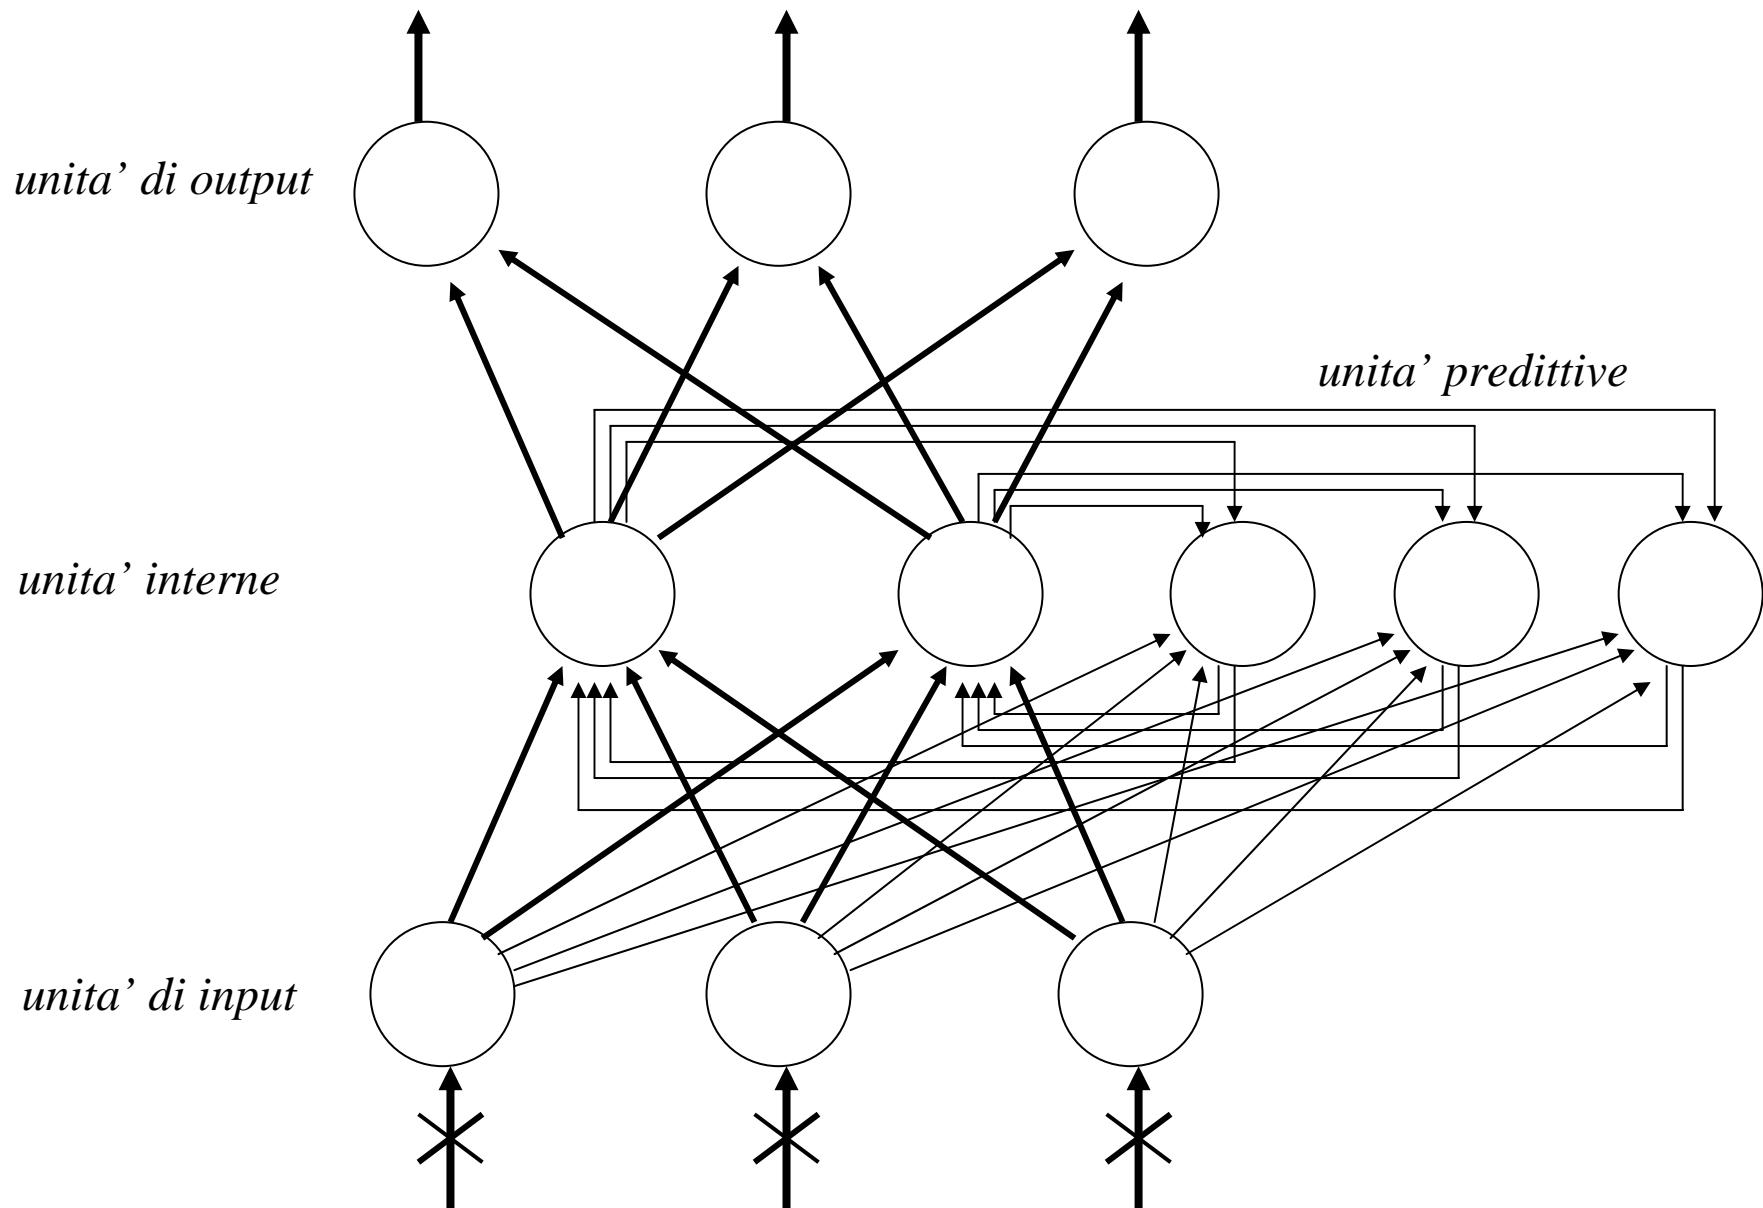 unita’ di output
unita’ predittive
unita’ interne
unita’ di input